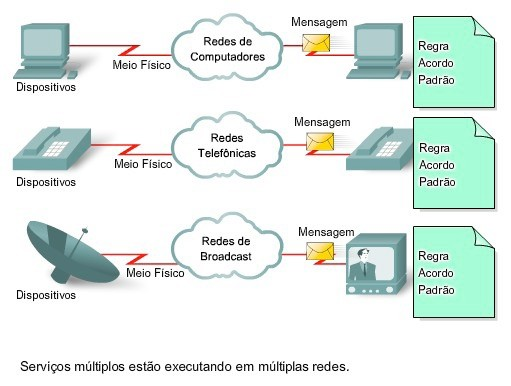 Redes de
Computadores
Mensagem
Meio Físico
Dispositivos
Regra
Acordo
Padrão
Redes
Telefônicas
Mensagem
Meio Físico
Dispositivos
Regra
Acordo
Padrão
Redes de
Broadcast
Mensagem
Meio Físico
Dispositivos
Regra
Acordo
Padrão
Serviços múltiplos estão executando em múltiplas redes.